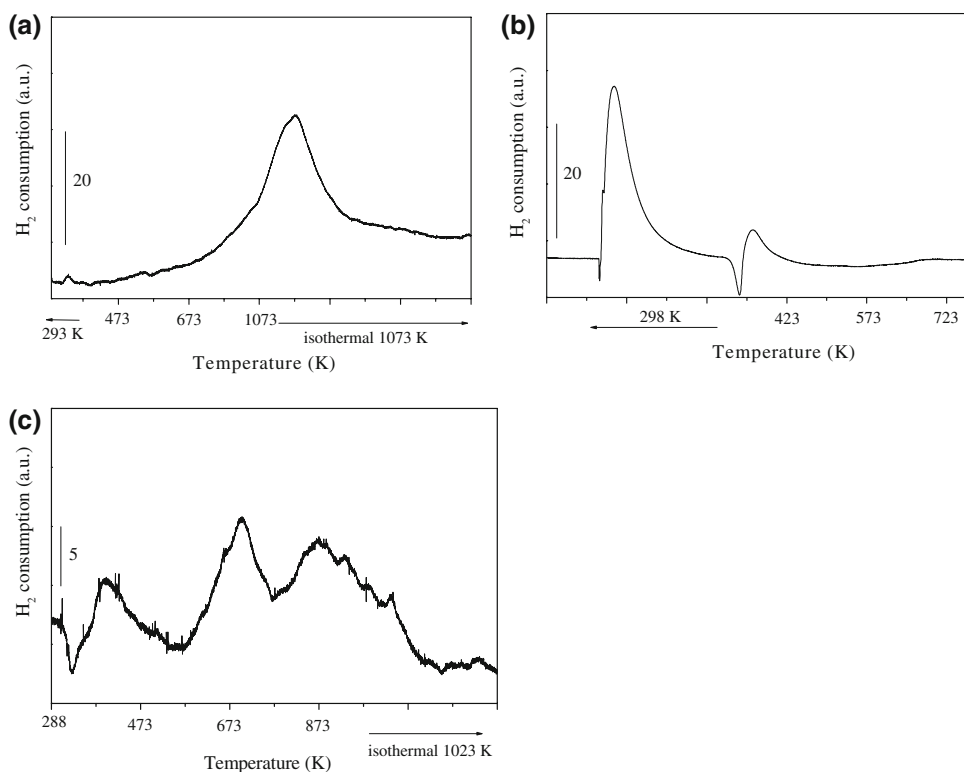 (a)
H₂ consumption (a.u.)
20
473 673 1073
293 K
isothermal 1073 K
Temperature (K)
(b)
H₂ consumption (a.u.)
20
298 K
423 573 723
Temperature (K)
(c)
H₂ consumption (a.u.)
5
288 473 673 873
isothermal 1023 K
Temperature (K)